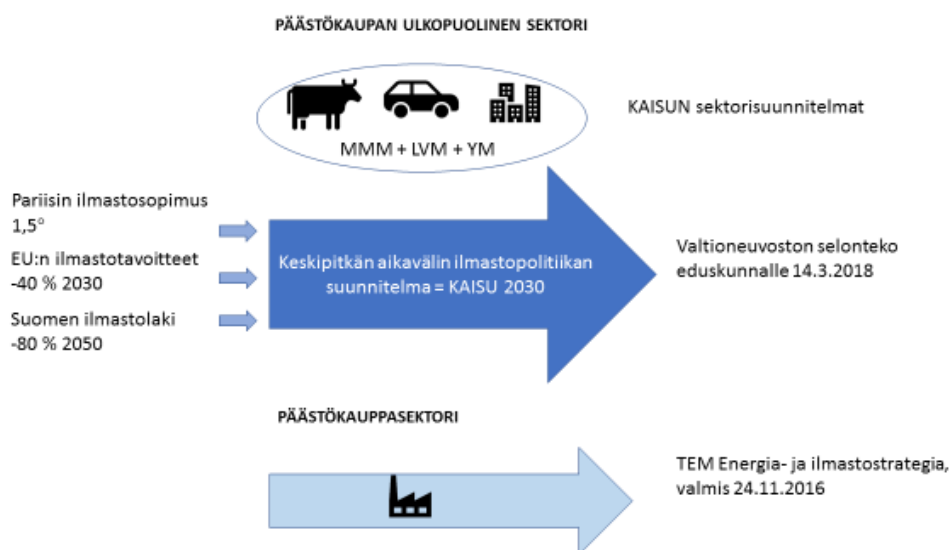 PÄÄSTÖKAUPAN ULKOPUOLINEN SEKTORI
KAISUN sektorisuunnitelmat
MMM + LVM + YM
Pariisin ilmastosopimus
1,5°
EU:n ilmastotavoitteet
-40 % 2030
Suomen ilmastolaki
-80 % 2050
Keskipitkän aikavälin ilmastopolitiikan
suunnitelma = KAISU 2030
Valtioneuvoston selonteko
eduskunnalle 14.3.2018
PÄÄSTÖKAUPPASEKTORI
TEM Energia- ja ilmastostrategia,
valmis 24.11.2016